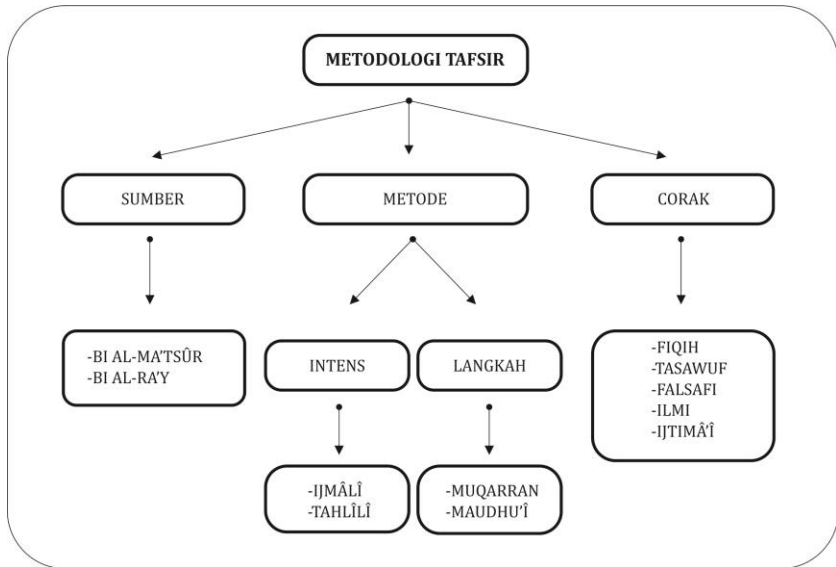 METODOLOGI TAFSIR
SUMBER
METODE
CORAK
-BI AL-MA'TSÛR
-BI AL-RA'Y
INTENS
LANGKAH
-FIQIH
-TASAWUF
-FALSAFI
-ILMI
-IJTIMÂ'Î
-IJMÂLÎ
-TAHLÎLÎ
-MUQARRAN
-MAUDHU'Î